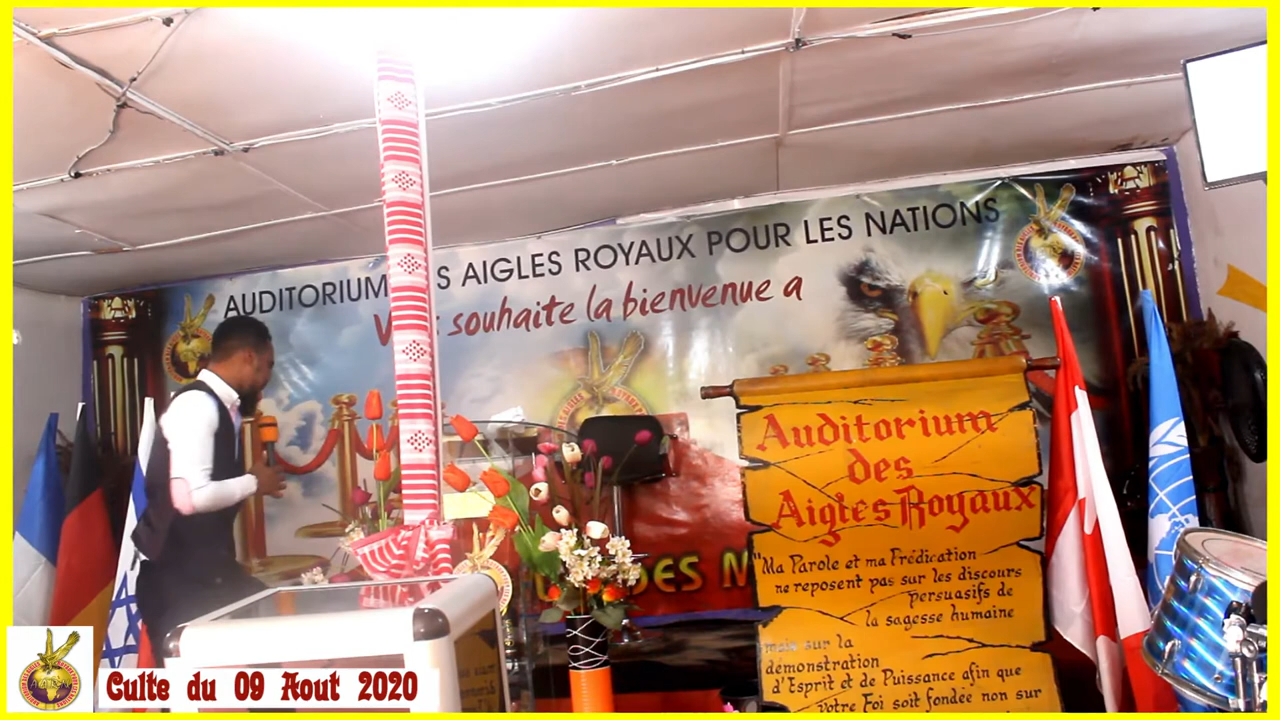 AUDITORIUM S AIGLES ROYAUX POUR LES NATIONS
souhaite la bienvenue a
DES
Auditorium
des
Aigles Royaux
"Ma Parole et ma Prédication
ne reposent pas sur les discours
persuasifs de
la sagesse humaine
mais sur la
démonstration
d'Esprit et de Puissance afin que
votre Foi soit fondée non sur
Culte du 09 Aout 2020